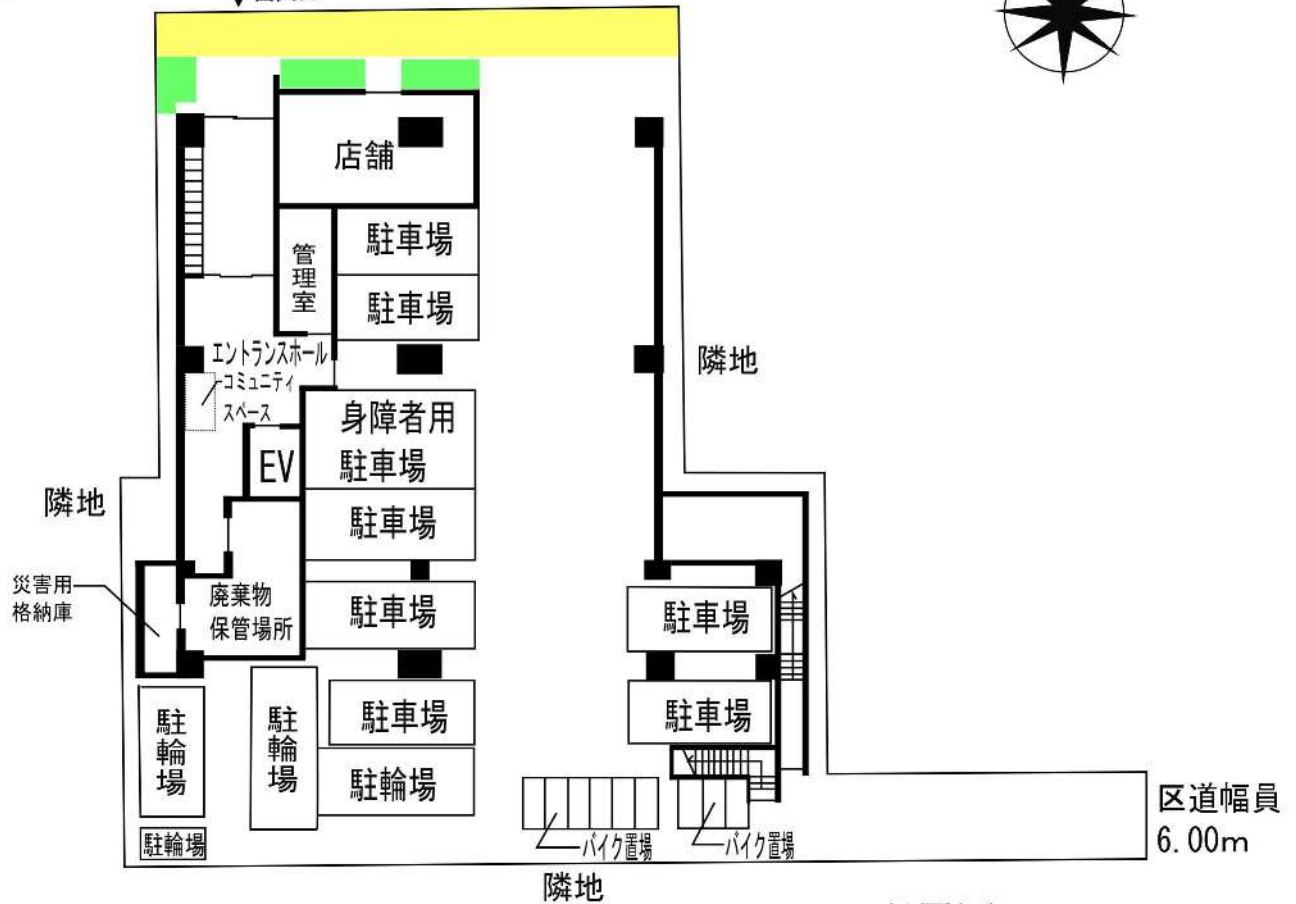 店舗
駐車場
管理室
駐車場
エントランスホール
コミュニティ
スペース
隣地
身障者用
駐車場
EV
隣地
駐車場
災害用
格納庫
廃棄物
保管場所
駐車場
駐車場
駐車場
駐車場
駐輪場
駐輪場
駐輪場
駐輪場
バイク置場
バイク置場
区道幅員
6.00m
隣地